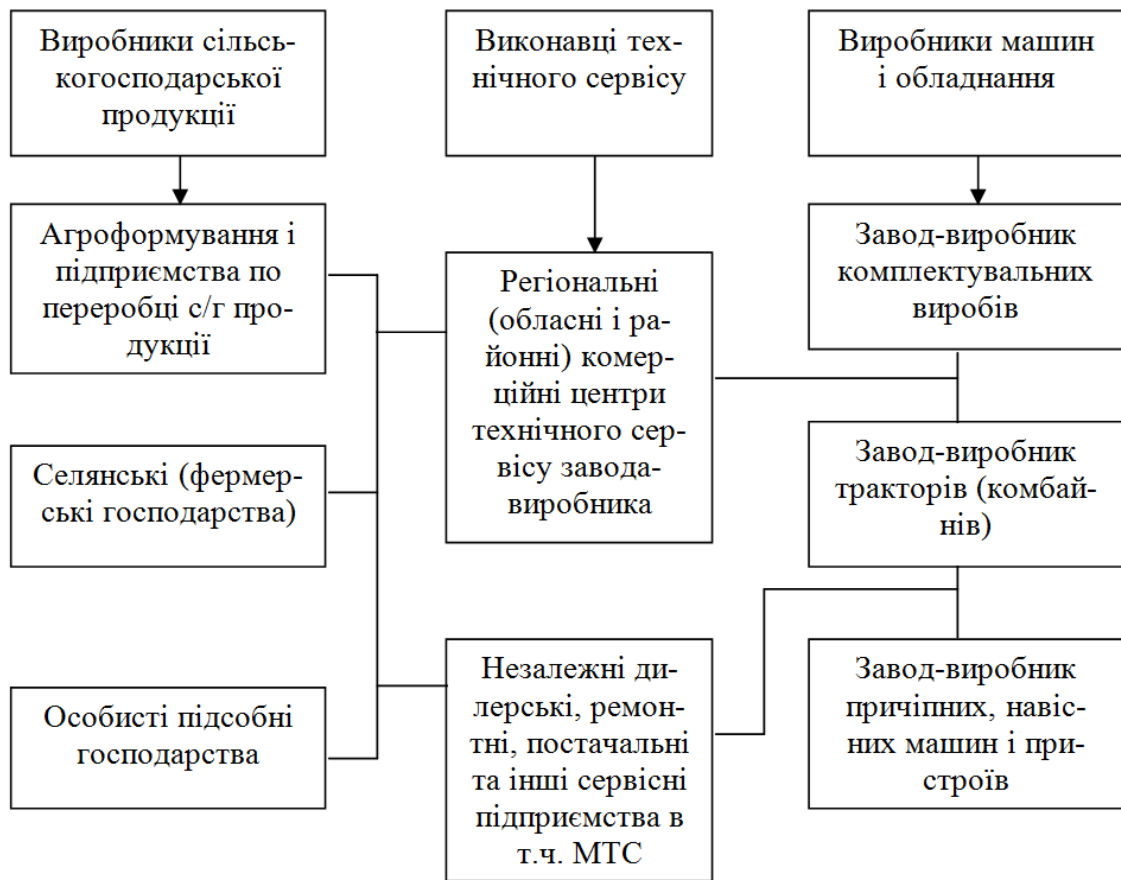 Виробники сільсь-
когосподарської
продукції
Виконавці тех-
нічного сервісу
Виробники машин
і обладнання
Агроформування і
підприємства по
переробці с/г про-
дукції
Регіональні
(обласні і ра-
йонні) комер-
ційні центри
технічного сер-
вісу завода-
виробника
Завод-виробник
комплектувальних
виробів
Селянські (фермер-
ські господарства)
Завод-виробник
тракторів (комбай-
нів)
Особисті підсобні
господарства
Незалежні ди-
лерські, ремон-
тні, постачальні
та інші сервісні
підприємства в
т.ч. МТС
Завод-виробник
причіпних, навіс-
них машин і при-
строїв